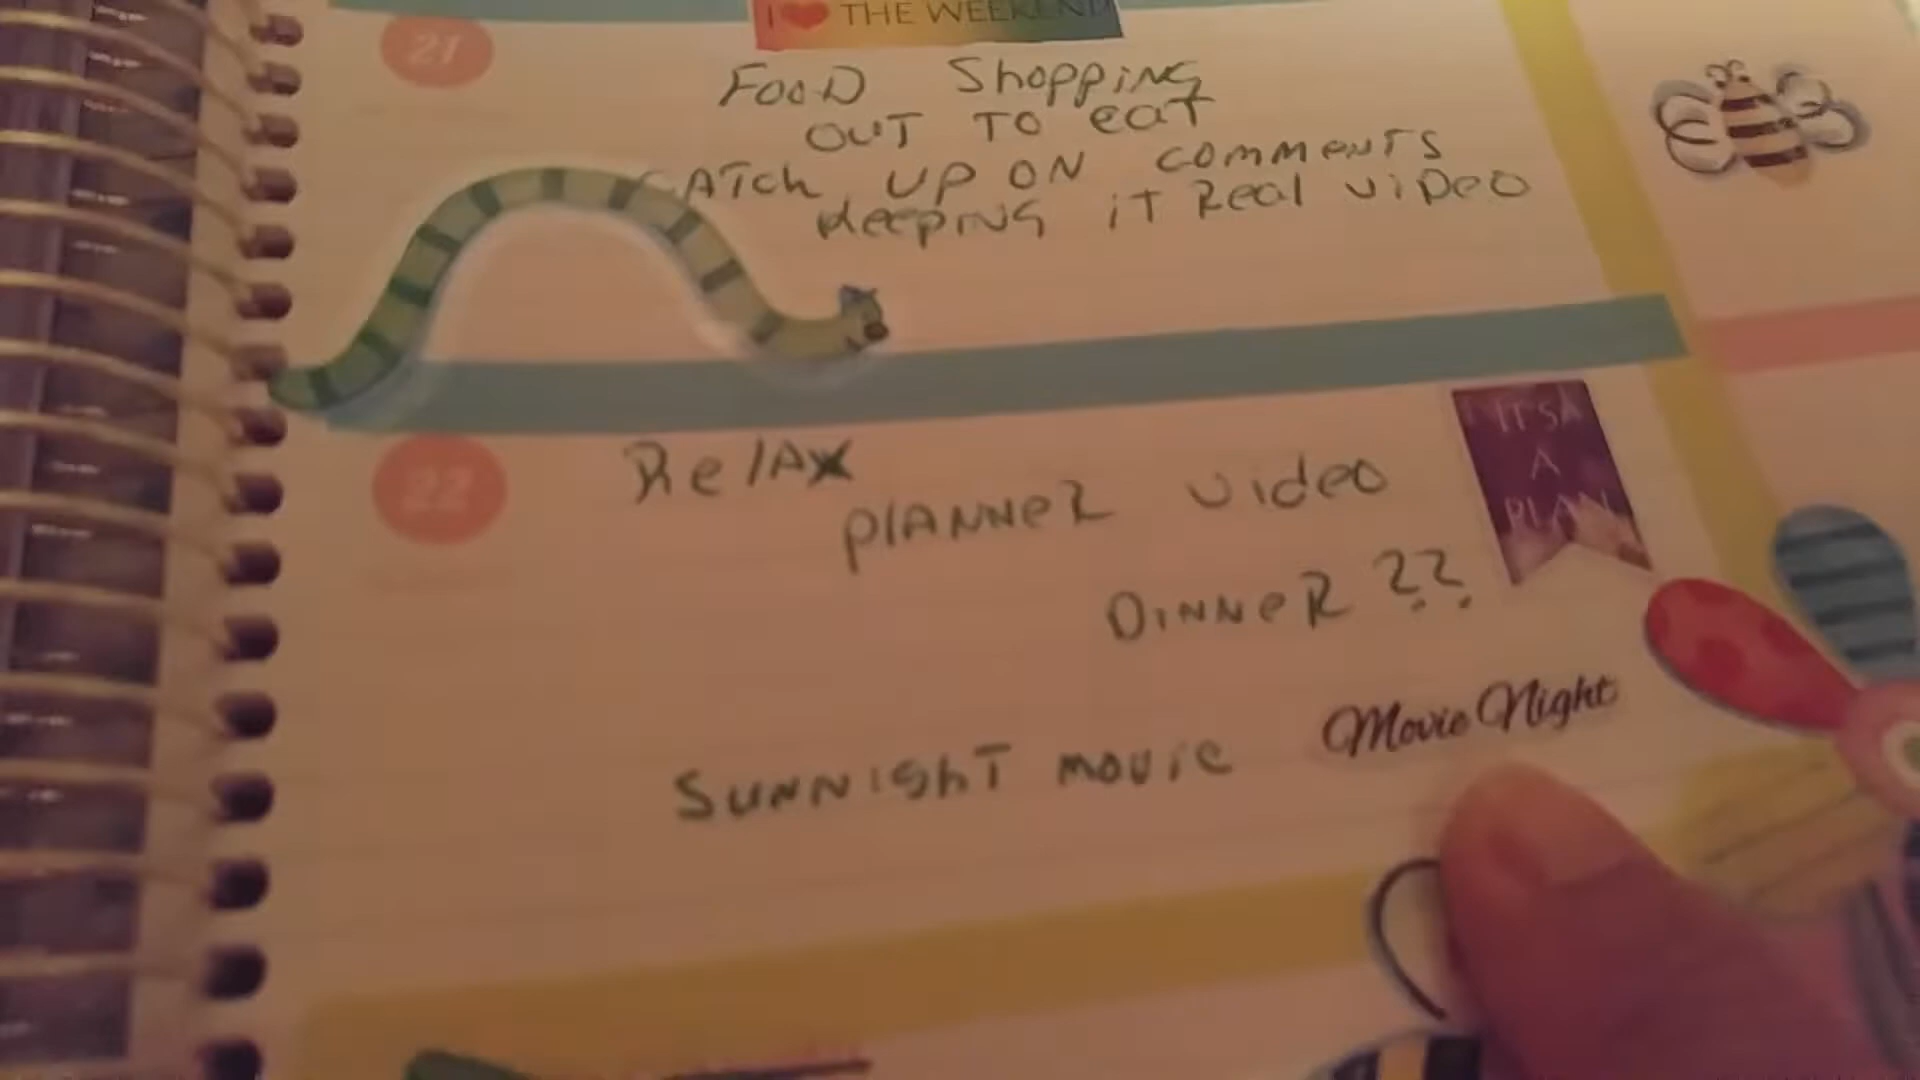 I THE WEEKEND
21
FOOD Shopping
OUT TO eat
CATch UP ON COMMENTS
KeepiNG iT Real viDeo
22
RelAx
PlANNeR video
DiNNeR ??
IT'S A
A
PLAN
SUNNighT movie
Movie Night